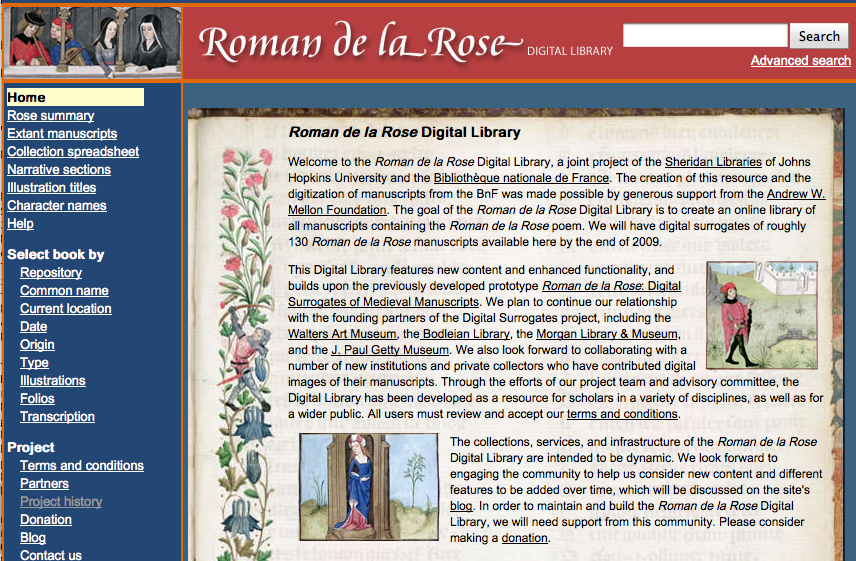 Roman de la Rose DIGITAL LIBRARY
Search
Advanced search
Home
Rose summary
Extant manuscripts
Collection spreadsheet
Narrative sections
Illustration titles
Character names
Help
Select book by
Repository
Common name
Current location
Date
Origin
Type
Illustrations
Folios
Transcription
Project
Terms and conditions
Partners
Project history
Donation
Blog
Contact us
Roman de la Rose Digital Library
Welcome to the Roman de la Rose Digital Library, a joint project of the Sheridan Libraries of Johns
Hopkins University and the Bibliothèque nationale de France. The creation of this resource and the
digitization of manuscripts from the BnF was made possible by generous support from the Andrew W.
Mellon Foundation. The goal of the Roman de la Rose Digital Library is to create an online library of
all manuscripts containing the Roman de la Rose poem. We will have digital surrogates of roughly
130 Roman de la Rose manuscripts available here by the end of 2009.
This Digital Library features new content and enhanced functionality, and
builds upon the previously developed prototype Roman de la Rose: Digital
Surrogates of Medieval Manuscripts. We plan to continue our relationship
with the founding partners of the Digital Surrogates project, including the
Walters Art Museum, the Bodleian Library, the Morgan Library & Museum,
and the J. Paul Getty Museum. We also look forward to collaborating with a
number of new institutions and private collectors who have contributed digital
images of their manuscripts. Through the efforts of our project team and advisory committee, the
Digital Library has been developed as a resource for scholars in a variety of disciplines, as well as for
a wider public. All users must review and accept our terms and conditions.
The collections, services, and infrastructure of the Roman de la Rose
Digital Library are intended to be dynamic. We look forward to
engaging the community to help us consider new content and different
features to be added over time, which will be discussed on the site's
blog. In order to maintain and build the Roman de la Rose Digital
Library, we will need support from this community. Please consider
making a donation.